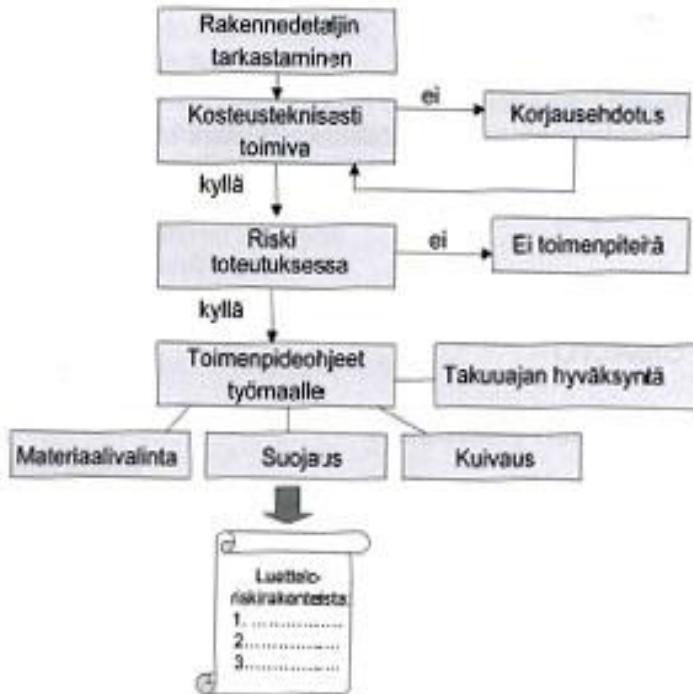 Rakennedetaljin
tarkastaminen
Kosteusteknisesti
toimiva
ei
Korjausehdotus
kyllä
Riski
toteutuksessa
ei
Ei toimenpiteitä
kyllä
Toimenpideohjeet
työmaalle
Takuuajan hyväksyntä
Materiaalivalinta
Suojaus
Kuivaus
Luettelo
riskirakenteista
1..............
2..............
3..............